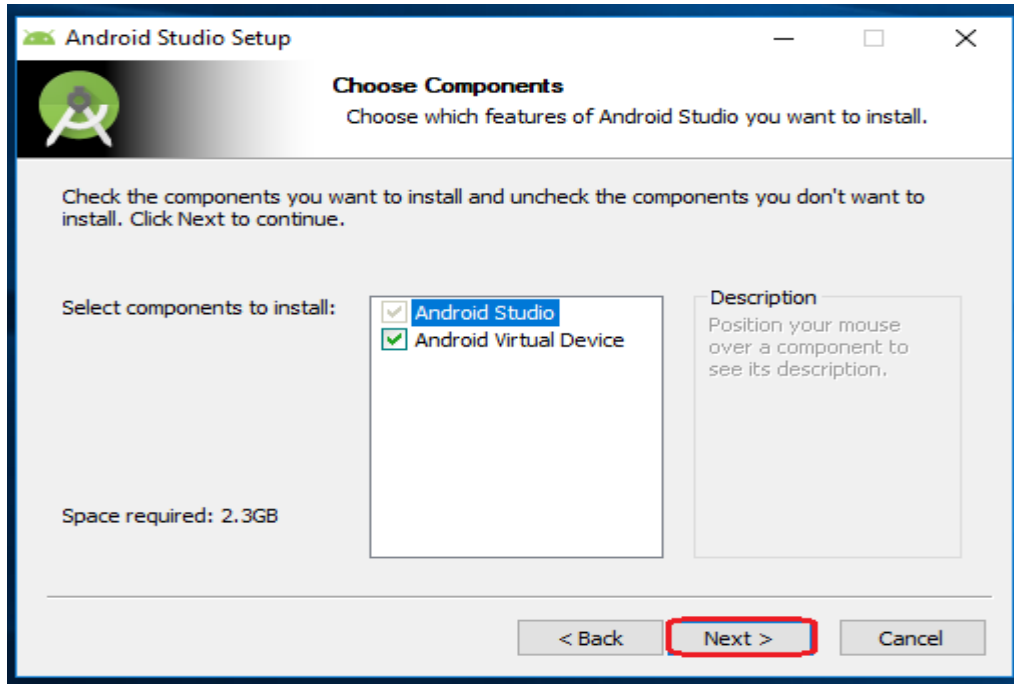 Android Studio Setup
Choose Components
Choose which features of Android Studio you want to install.
Check the components you want to install and uncheck the components you don't want to
install. Click Next to continue.
Select components to install:
Android Studio
Android Virtual Device
Description
Position your mouse
over a component to
see its description.
Space required: 2.3GB
< Back
Next >
Cancel